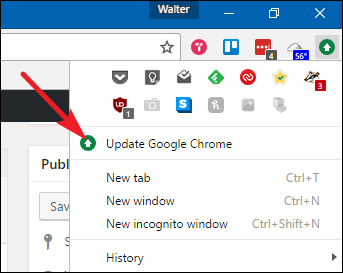 Walter
4
56°
3
UD
1
S
Update Google Chrome
Publ
New tab Ctrl+T
Sav
New window Ctrl+N
New incognito window Ctrl+Shift+N
S
History